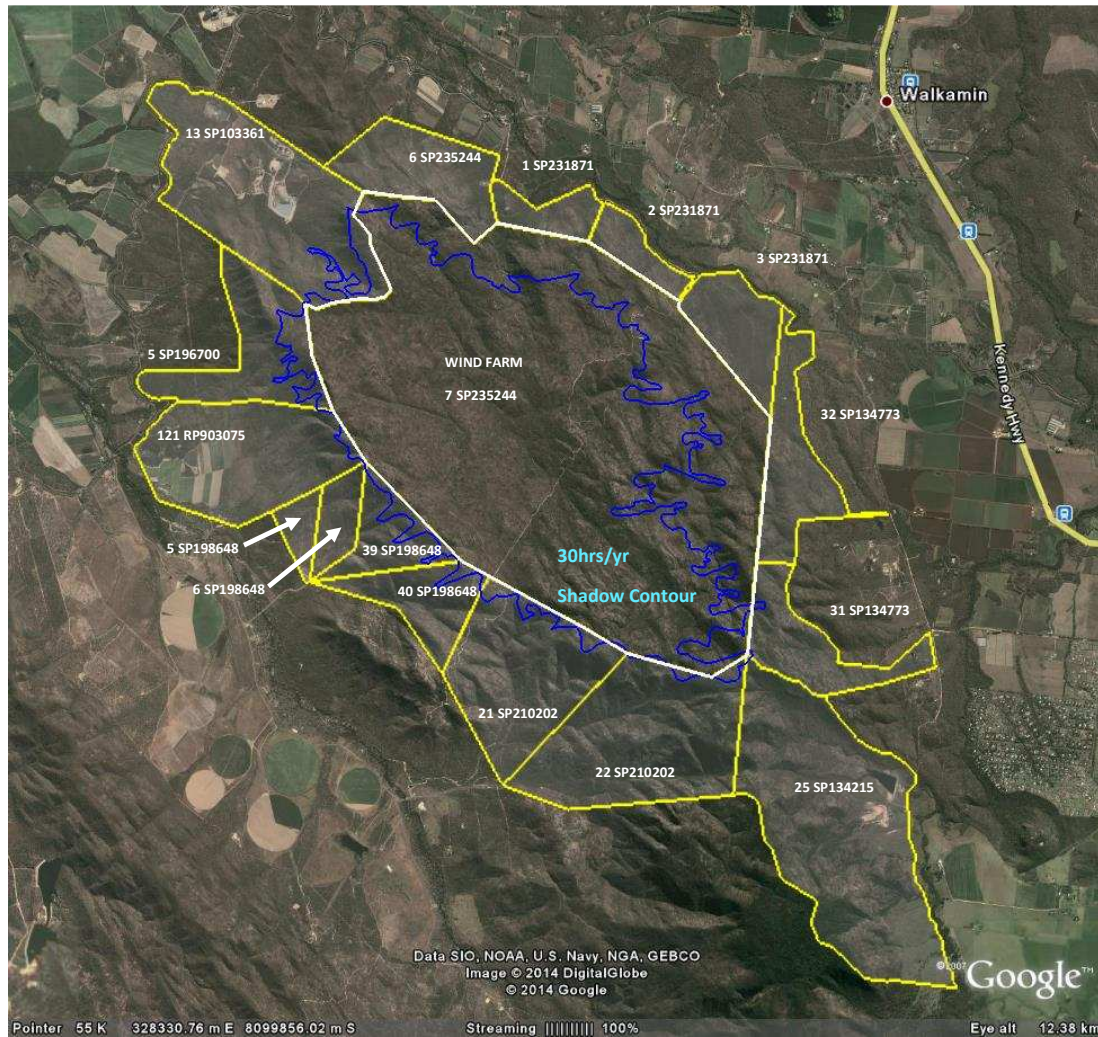 Walkamin
13 SP103361
6 SP235244
1 SP231871
2 SP231871
3 SP231871
WIND FARM
7 SP235244
5 SP196700
Kennedy Hwy
32 SP134773
121 RP903075
5 SP198648
6 SP198648
39 SP198648
40 SP198648
30hrs/yr
Shadow Contour
31 SP134773
21 SP210202
22 SP210202
25 SP134215
Data SIO, NOAA, U.S. Navy, NGA, GEBCO
Image © 2014 DigitalGlobe
© 2014 Google
©2007 Google™
Pointer 55 K 328330.76 m E 8099856.02 m S Streaming |||||||||| 100% Eye alt 12.38 km